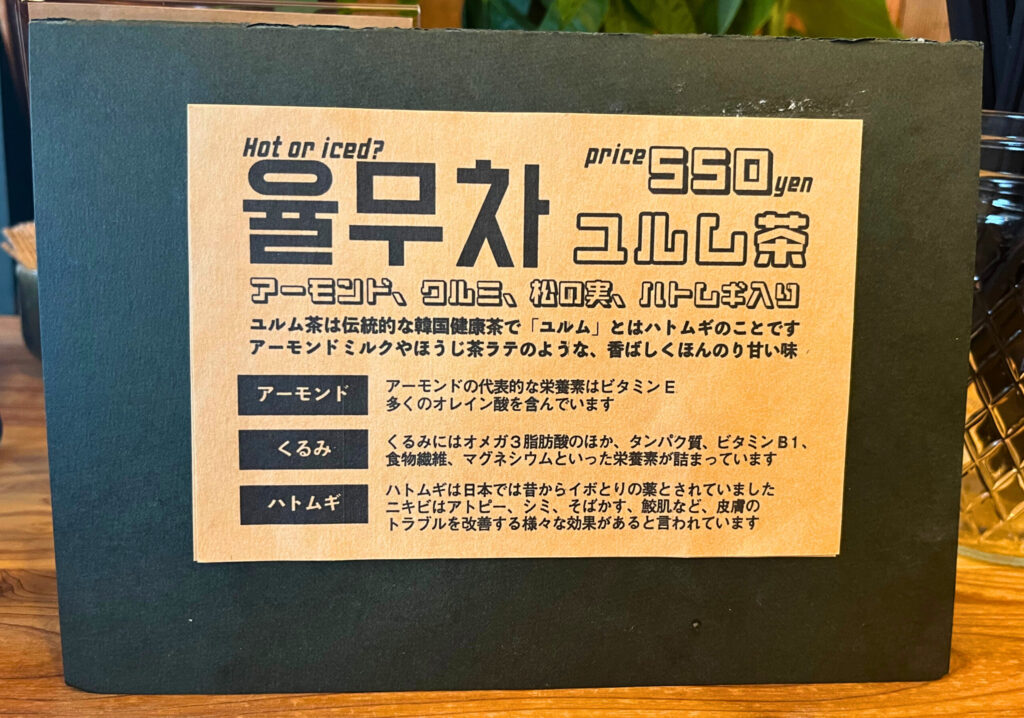 Hot or iced?
율무차
price 550 yen
ユルム茶
アーモンド、クルミ、松の実、ハトムギ入り
ユルム茶は伝統的な韓国健康茶で「ユルム」とはハトムギのことです
アーモンドミルクやほうじ茶ラテのような、香ばしくほんのり甘い味
アーモンド
アーモンドの代表的な栄養素はビタミンE
多くのオレイン酸を含んでいます
くるみ
くるみにはオメガ3脂肪酸のほか、タンパク質、ビタミンB1、
食物繊維、マグネシウムといった栄養素が詰まっています
ハトムギ
ハトムギは日本では昔からイボとりの薬とされていました
ニキビはアトピー、シミ、そばかす、鮫肌など、皮膚の
トラブルを改善する様々な効果があると言われています